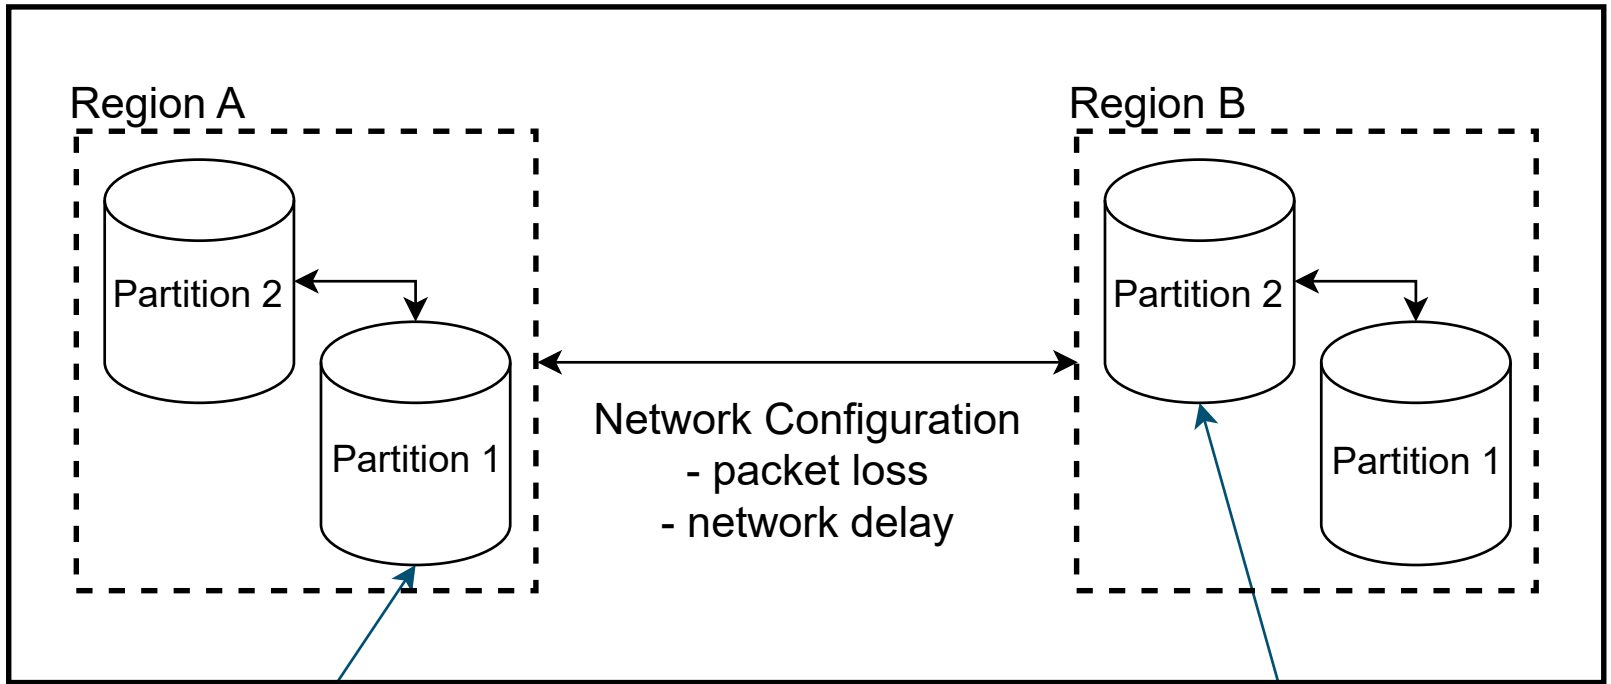 Region A
Partition 2
Partition 1
Network Configuration
- packet loss
- network delay
Region B
Partition 2
Partition 1